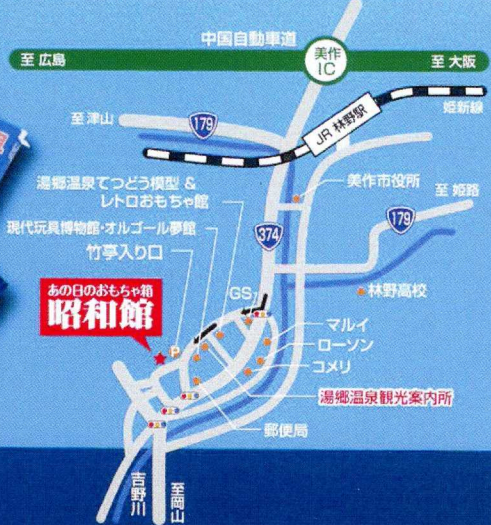 中国自動車道
至 広島
美作
IC
至 大阪
姫新線
至 津山
179
JR 林野駅
湯郷温泉てつどう模型 &
レトロおもちゃ館
美作市役所
至 姫路
現代玩具博物館・オルゴール夢館
374
179
竹亭入り口
GS
林野高校
あの日のおもちゃ箱
昭和館
P
マルイ
ローソン
コメリ
湯郷温泉観光案内所
郵便局
吉野川
至岡山